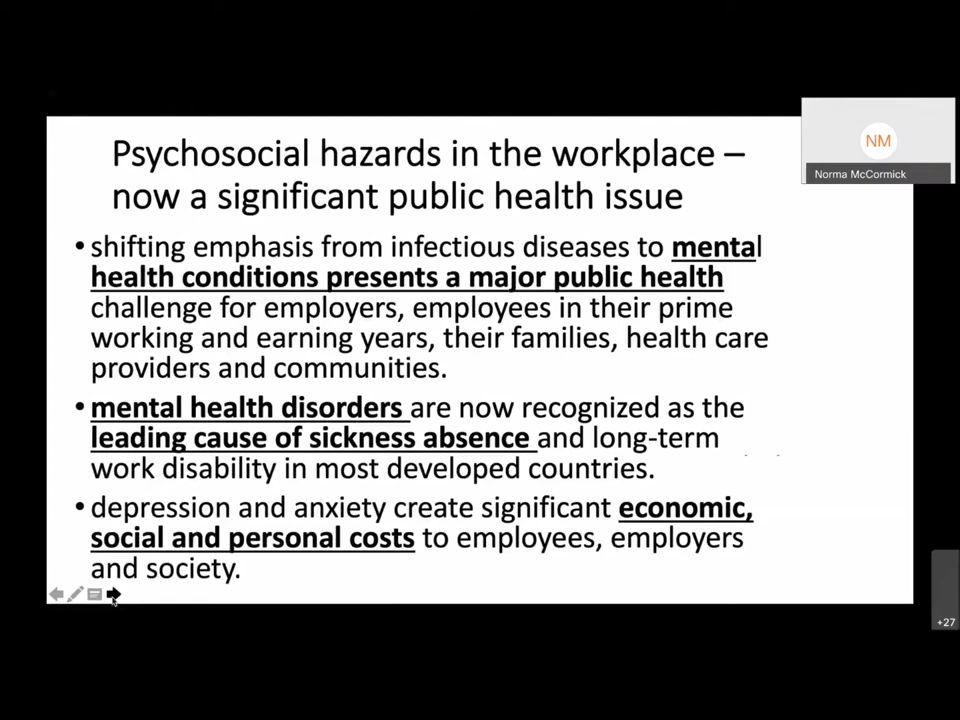 Psychosocial hazards in the workplace –
now a significant public health issue
• shifting emphasis from infectious diseases to mental
health conditions presents a major public health
challenge for employers, employees in their prime
working and earning years, their families, health care
providers and communities.
• mental health disorders are now recognized as the
leading cause of sickness absence and long-term
work disability in most developed countries.
• depression and anxiety create significant economic,
social and personal costs to employees, employers
and society.
NM
Norma McCormick
+27